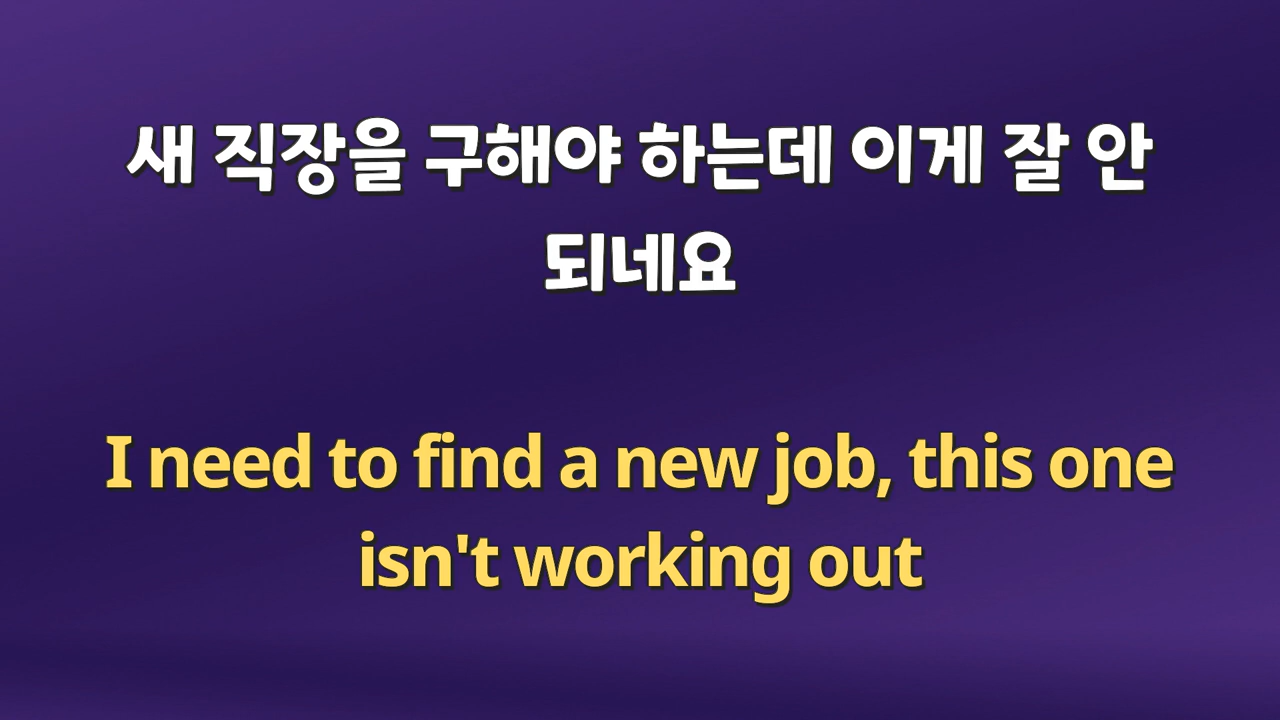 새 직장을 구해야 하는데 이게 잘 안
되네요
I need to find a new job, this one
isn't working out